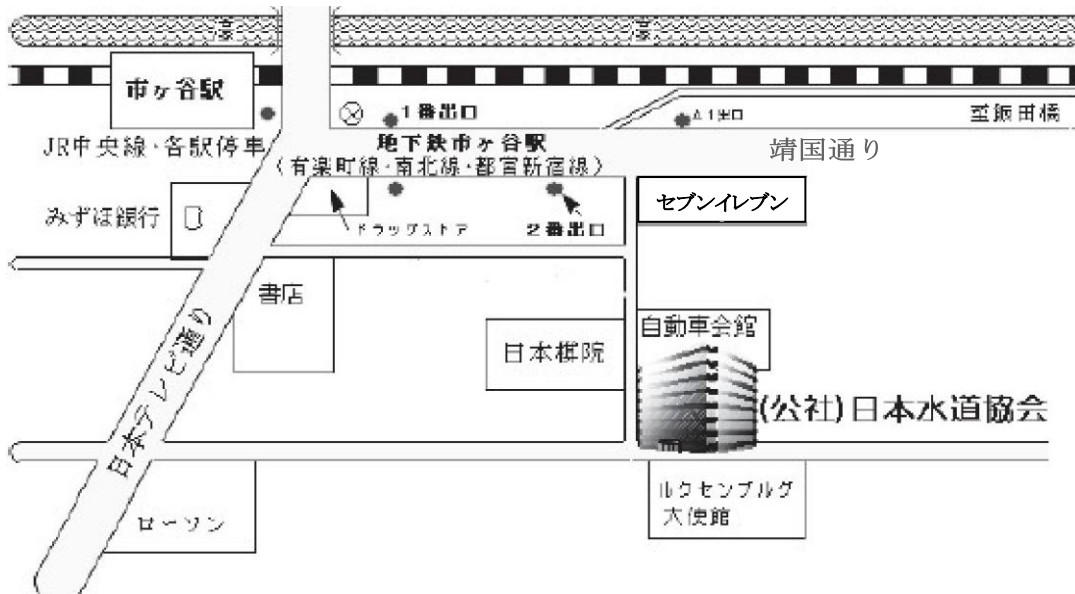 市ヶ谷駅
1番出口
A1出口
至飯田橋
JR中央線・各駅停車
地下鉄市ヶ谷駅
(有楽町線・南北線・都営新宿線)
靖国通り
みずほ銀行
ドラッグストア
2番出口
セブンイレブン
書店
日本棋院
自動車会館
日本テレビ通り
(公社)日本水道協会
ローソン
ルクセンブルグ
大使館